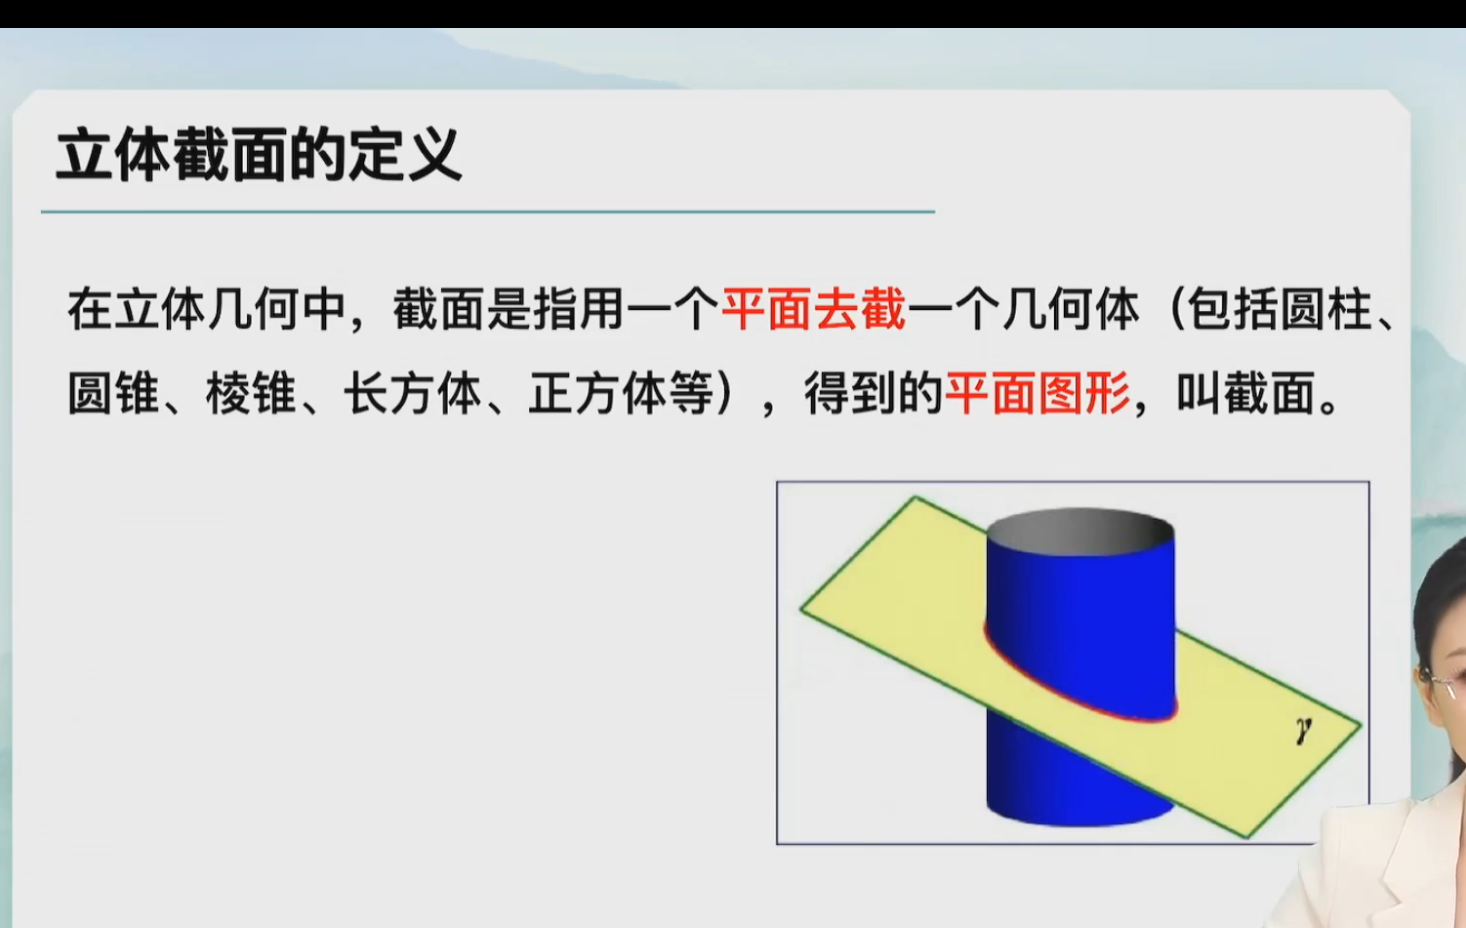 立体截面的定义
在立体几何中，截面是指用一个平面去截一个几何体（包括圆柱、
圆锥、棱锥、长方体、正方体等），得到的平面图形，叫截面。
γ